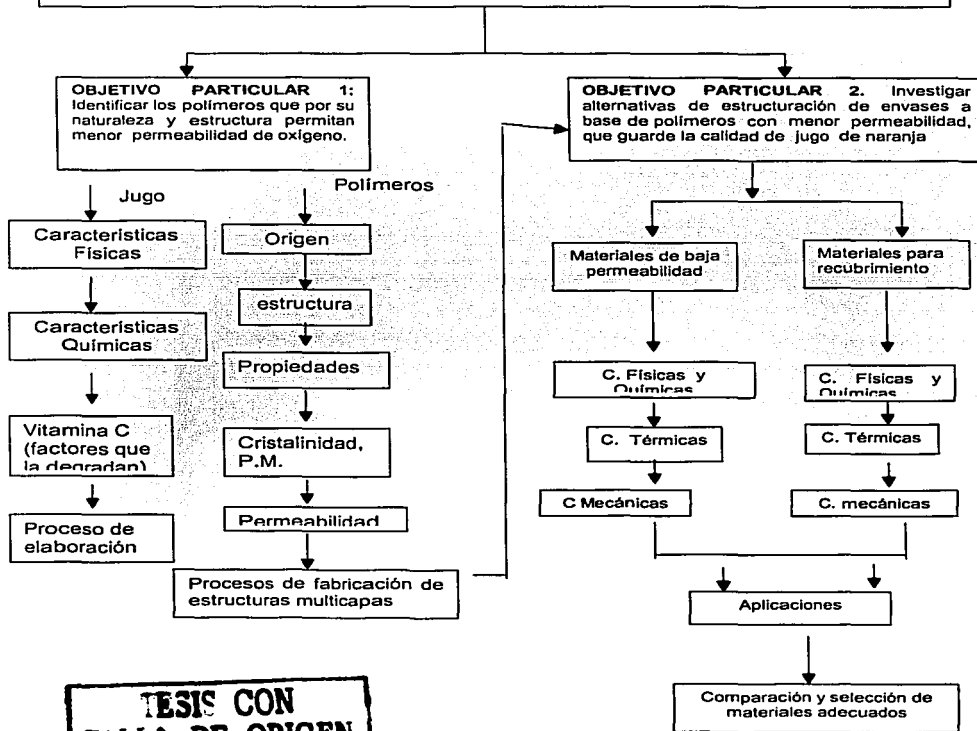 OBJETIVO PARTICULAR 1:
Identificar los polímeros que por su
naturaleza y estructura permitan
menor permeabilidad de oxígeno.
Jugo
Características
Físicas
Características
Químicas
Vitamina C
(factores que
la degradan)
Proceso de
elaboración
Polímeros
Origen
estructura
Propiedades
Cristalinidad,
P.M.
Permeabilidad
Procesos de fabricación de
estructuras multicapas
OBJETIVO PARTICULAR 2. Investigar
alternativas de estructuración de envases a
base de polímeros con menor permeabilidad,
que guarde la calidad de jugo de naranja
Materiales de baja
permeabilidad
C. Físicas y
Químicas
C. Térmicas
C Mecánicas
Materiales para
recubrimiento
C. Físicas y
Químicas
C. Térmicas
C. mecánicas
Aplicaciones
Comparación y selección de
materiales adecuados
TESIS CON
FALLA DE ORIGEN